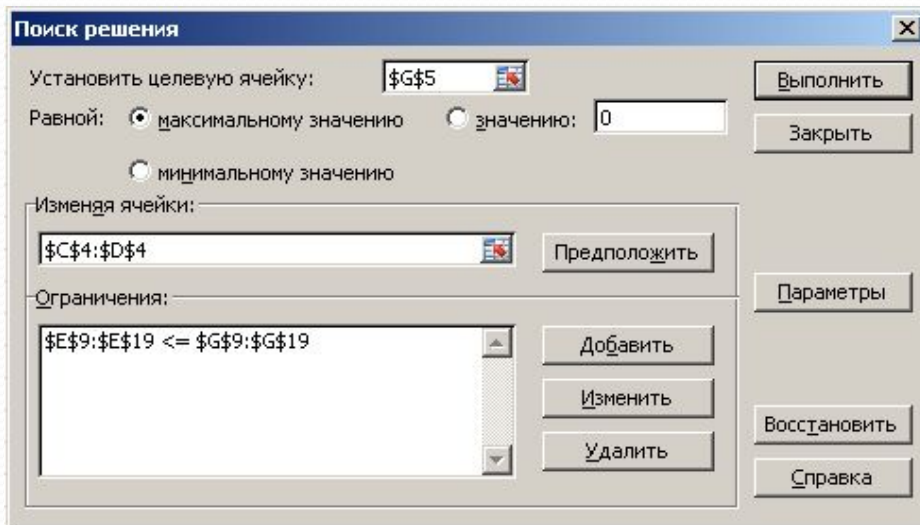 Поиск решения
Установить целевую ячейку: $G$5 Выполнить
Равной: максимальному значению значению: 0 Закрыть
минимальному значению
Изменяя ячейки:
$C$4:$D$4 Предположить
Ограничения: Параметры
$E$9:$E$19 <= $G$9:$G$19 Добавить
Изменить
Восстановить
Удалить
Справка